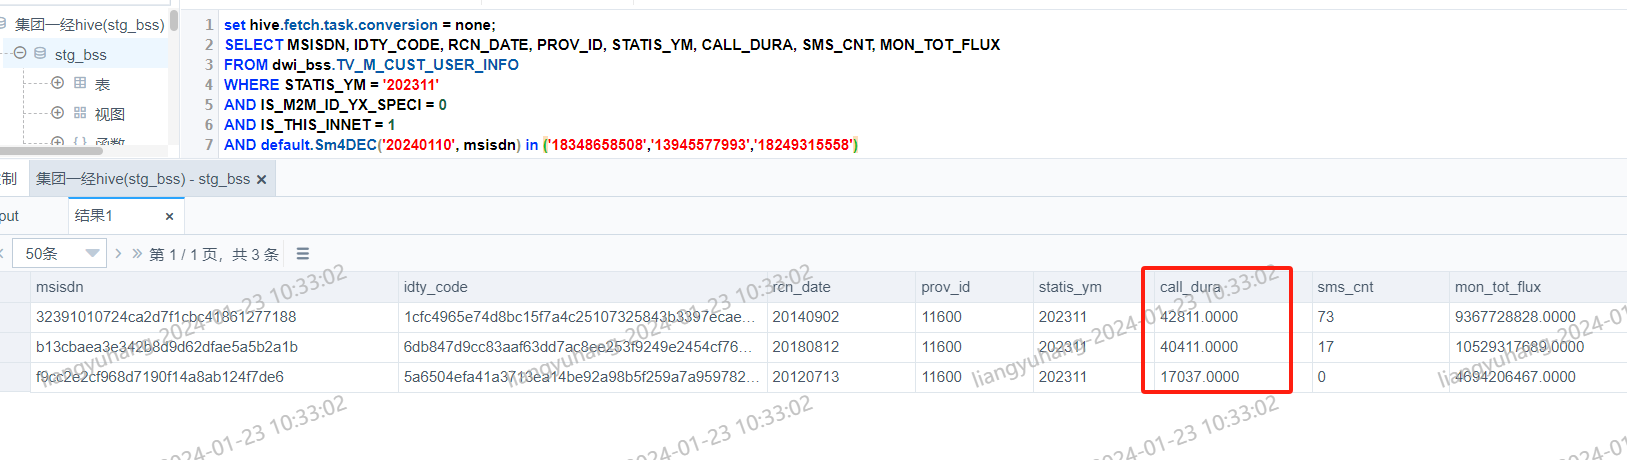 集团一经hive(stg_bss)
stg_bss
表
视图
函数
1 set hive.fetch.task.conversion = none;
2 SELECT MSISDN, IDTY_CODE, RCN_DATE, PROV_ID, STATIS_YM, CALL_DURA, SMS_CNT, MON_TOT_FLUX
3 FROM dwi_bss.TV_M_CUST_USER_INFO
4 WHERE STATIS_YM = '202311'
5 AND IS_M2M_ID_YX_SPECI = 0
6 AND IS_THIS_INNET = 1
7 AND default.Sm4DEC('20240110', msisdn) in ('18348658508','13945577993','18249315558')
制 集团一经hive(stg_bss) - stg_bss ×
put 结果1 ×
50条 第 1 / 1 页，共 3 条
msisdn idty_code rcn_date prov_id statis_ym call_dura sms_cnt mon_tot_flux
32391010724ca2d7f1cbc41861277188 1cfc4965e74d8bc15f7a4c25107325843b3397ecae... 20140902 11600 202311 42811.0000 73 9367728828.0000
b13cbaea3e342b8d9d62dfae5a5b2a1b 6db847d9cc83aaf63dd7ac8ee253f9249e2454cf76... 20180812 11600 202311 40411.0000 17 10529317689.0000
f9cc2e2cf968d7190f14a8ab124f7de6 5a6504efa41a3713ea14be92a98b5f259a7a959782... 20120713 11600 202311 17037.0000 0 4694206467.0000
2024-01-23 10:33:02
liangyuhang-2024-01-23 10:33:02
liangyuhang-2024-01-23 10:33:02
liangyuhang-2024-01
2024-01-23 10:33:02
2024-01-23 10:33:02
2024-01-23 10:33:02